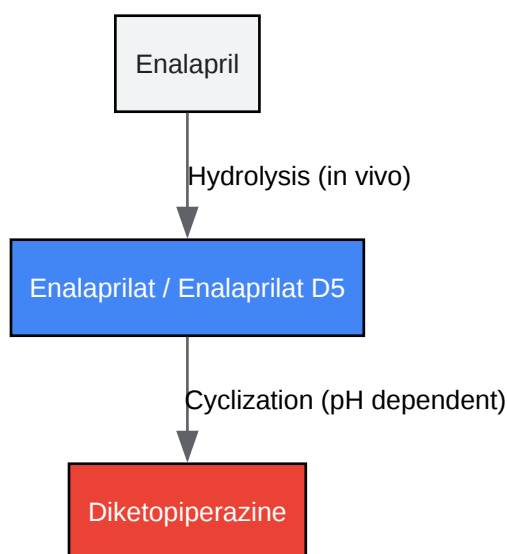 Enalapril
Hydrolysis (in vivo)
Enalaprilat / Enalaprilat D5
Cyclization (pH dependent)
Diketopiperazine